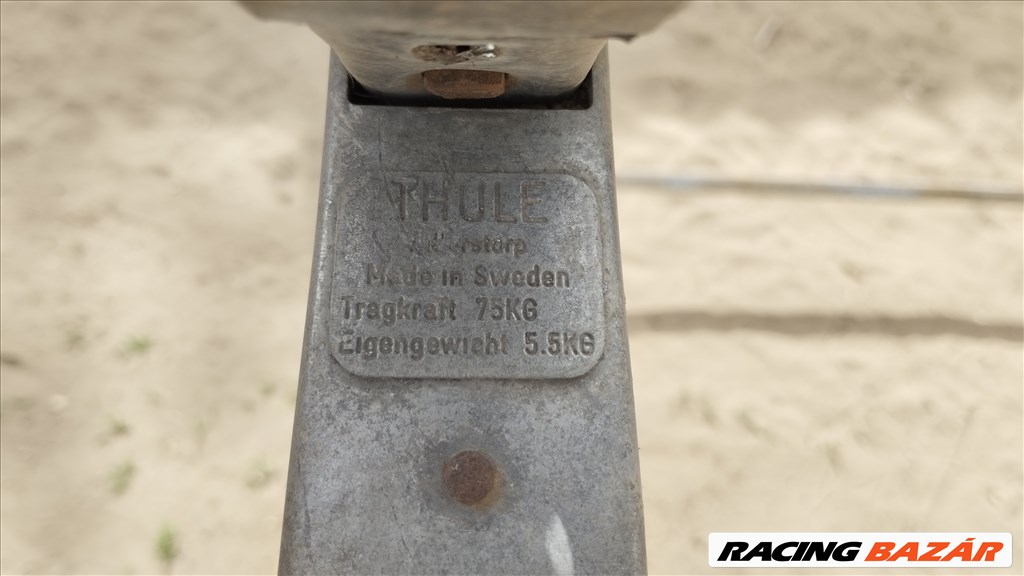 THULE
Made in Sweden
Tragkraft 75KG
Eigengewicht 5.5KG
RACING BAZÁR